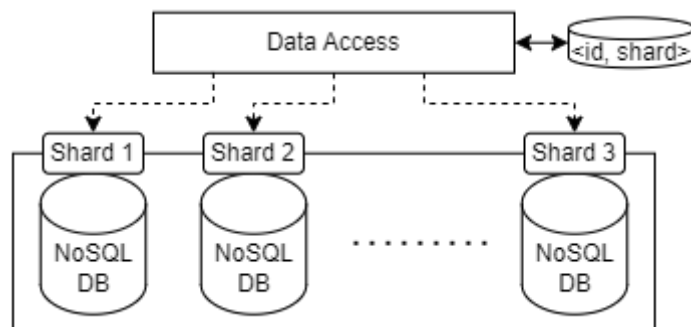 Data Access
<id, shard>
Shard 1
Shard 2
Shard 3
NoSQL
DB
NoSQL
DB
NoSQL
DB